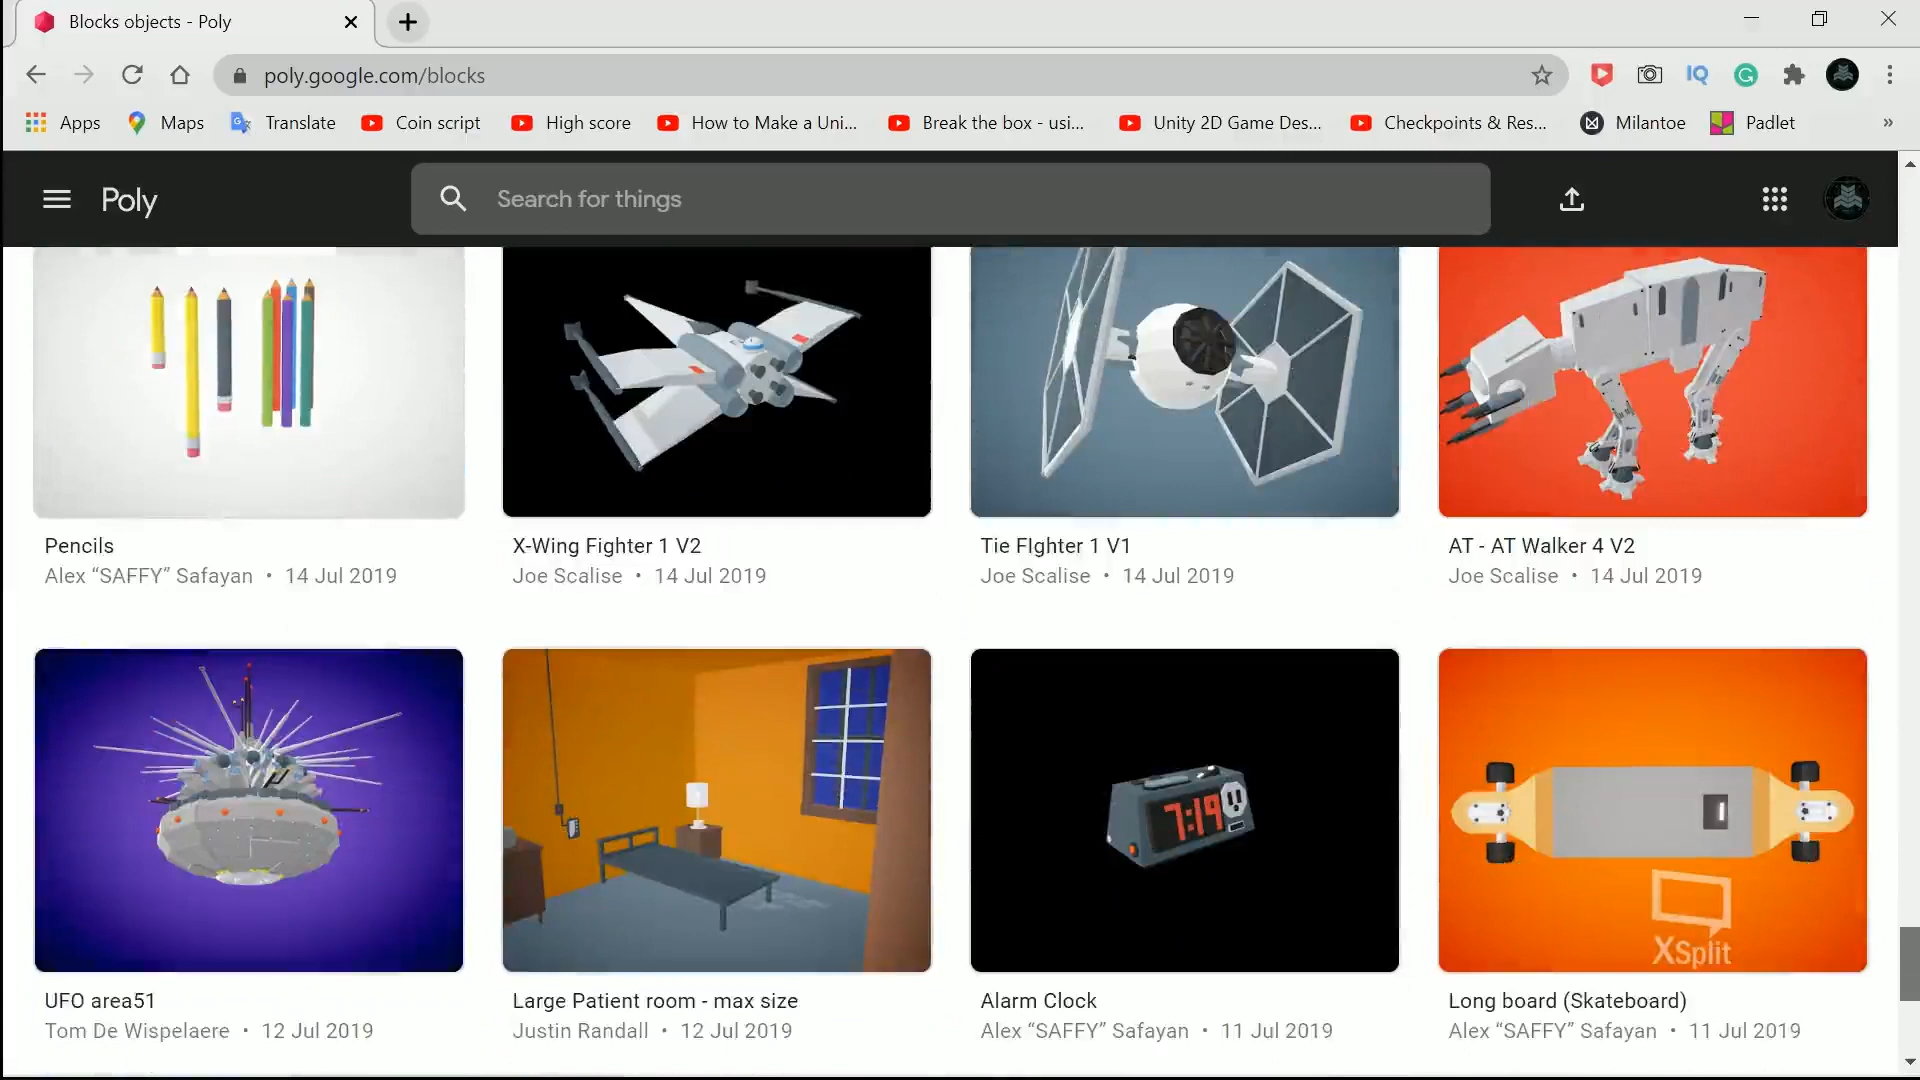 Blocks objects - Poly
poly.google.com/blocks
Apps Maps Translate Coin script High score How to Make a Uni... Break the box - usi... Unity 2D Game Des... Checkpoints & Res... Milantoe Padlet »
Poly Search for things
Pencils
Alex “SAFFY” Safayan • 14 Jul 2019
X-Wing Fighter 1 V2
Joe Scalise • 14 Jul 2019
Tie FIghter 1 V1
Joe Scalise • 14 Jul 2019
AT - AT Walker 4 V2
Joe Scalise • 14 Jul 2019
7:19
XSplit
UFO area51
Tom De Wispelaere • 12 Jul 2019
Large Patient room - max size
Justin Randall • 12 Jul 2019
Alarm Clock
Alex “SAFFY” Safayan • 11 Jul 2019
Long board (Skateboard)
Alex “SAFFY” Safayan • 11 Jul 2019